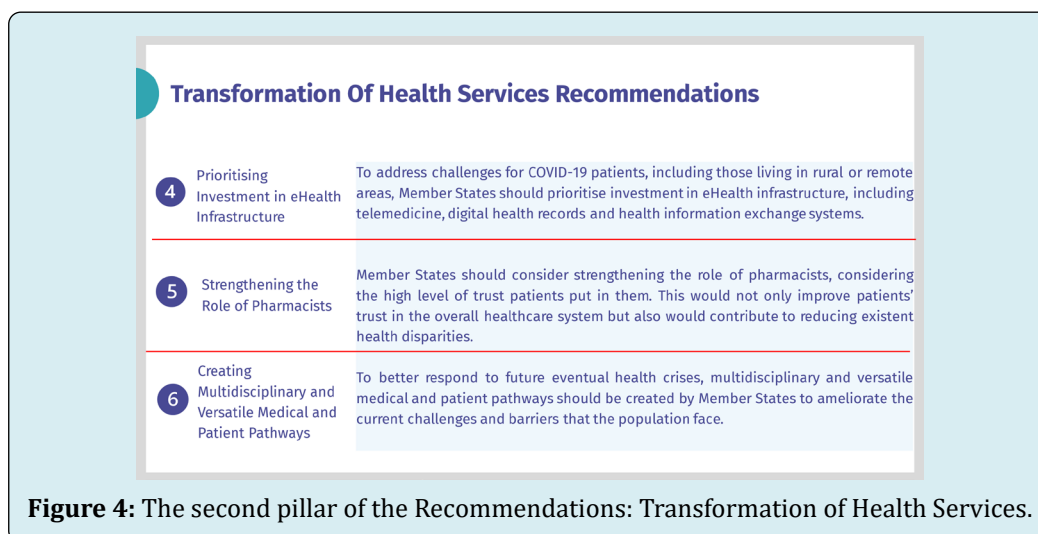 Transformation Of Health Services Recommendations
4
Prioritising
Investment in eHealth
Infrastructure
To address challenges for COVID-19 patients, including those living in rural or remote
areas, Member States should prioritise investment in eHealth infrastructure, including
telemedicine, digital health records and health information exchange systems.
5
Strengthening the
Role of Pharmacists
Member States should consider strengthening the role of pharmacists, considering
the high level of trust patients put in them. This would not only improve patients’
trust in the overall healthcare system but also would contribute to reducing existent
health disparities.
6
Creating
Multidisciplinary and
Versatile Medical and
Patient Pathways
To better respond to future eventual health crises, multidisciplinary and versatile
medical and patient pathways should be created by Member States to ameliorate the
current challenges and barriers that the population face.
Figure 4: The second pillar of the Recommendations: Transformation of Health Services.